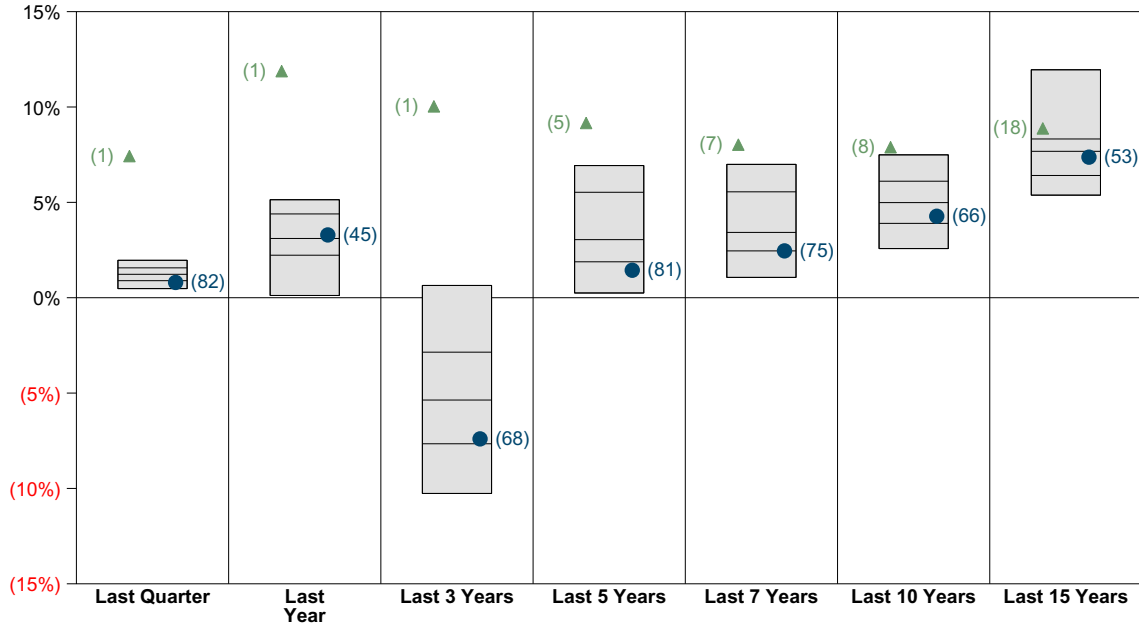 15%
10%
5%
0%
(5%)
(10%)
(15%)
(1)
(82)
(1)
(45)
(1)
(68)
(5)
(81)
(7)
(75)
(8)
(66)
(18)
(53)
Last Quarter
Last
Year
Last 3 Years
Last 5 Years
Last 7 Years
Last 10 Years
Last 15 Years